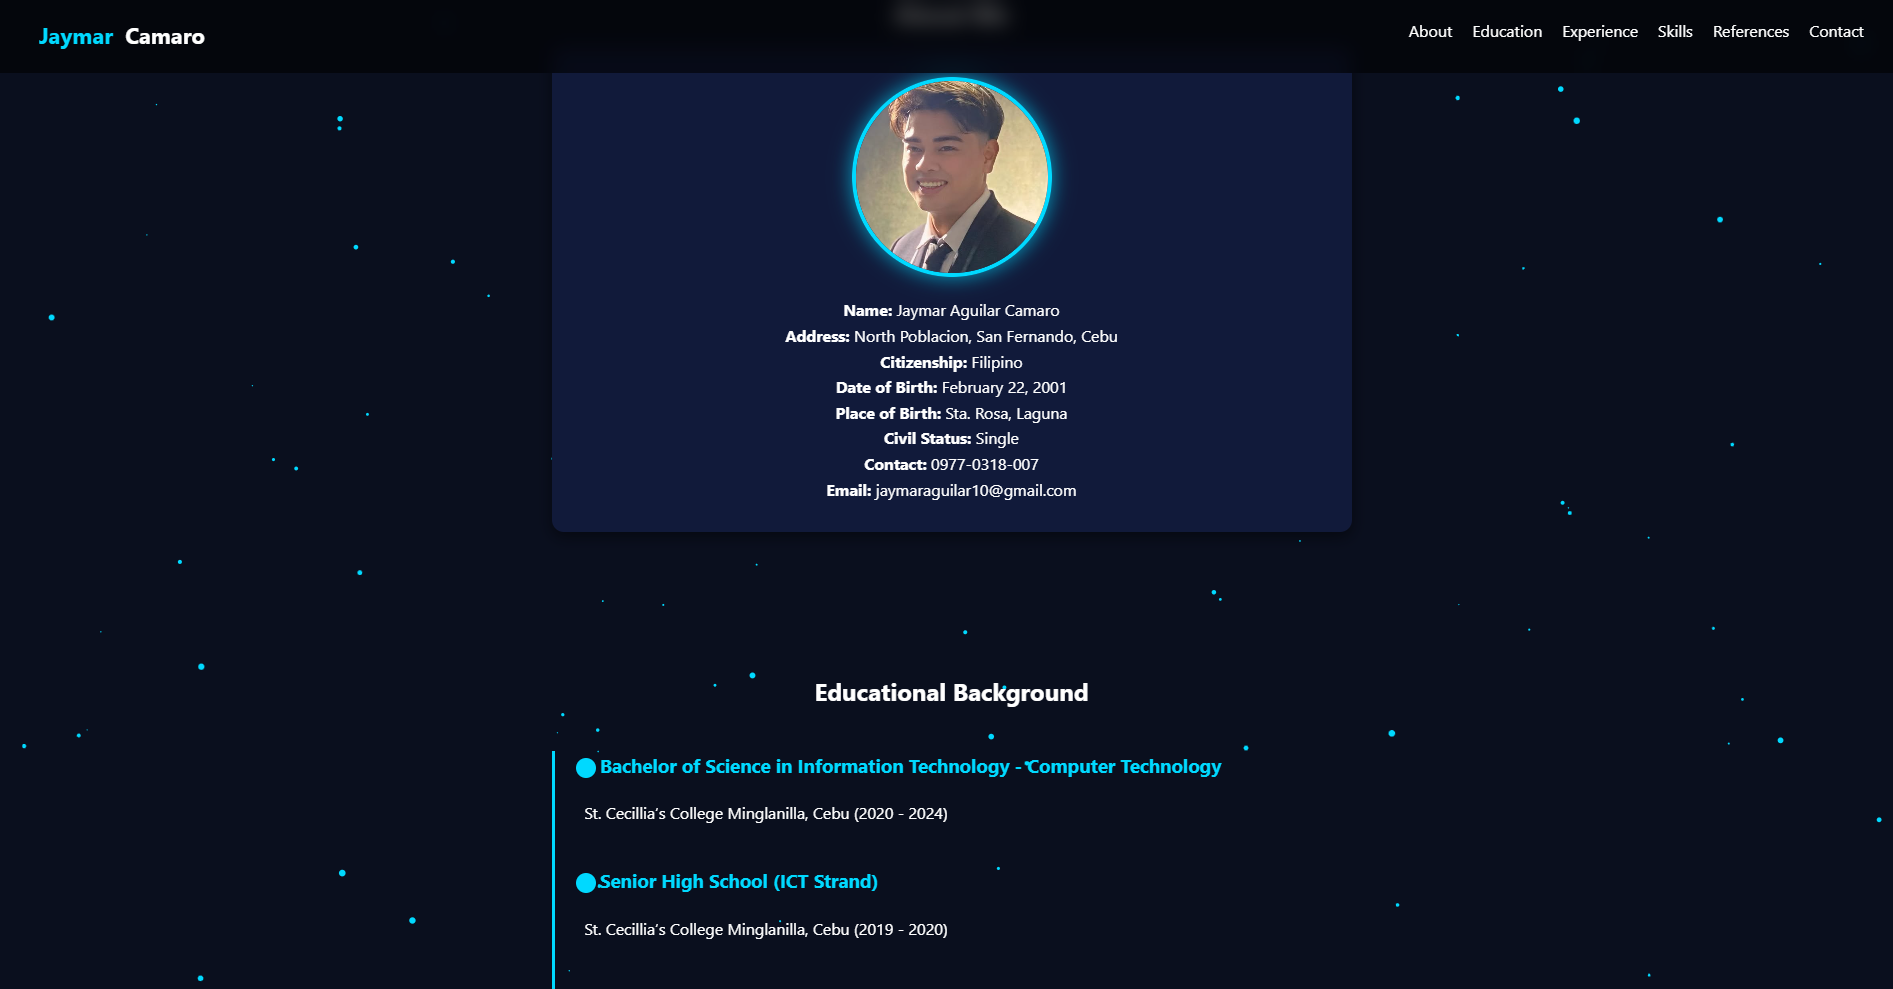 Jaymar Camaro
About Education Experience Skills References Contact
Name: Jaymar Aguilar Camaro
Address: North Poblacion, San Fernando, Cebu
Citizenship: Filipino
Date of Birth: February 22, 2001
Place of Birth: Sta. Rosa, Laguna
Civil Status: Single
Contact: 0977-0318-007
Email: jaymaraguilar10@gmail.com
Educational Background
Bachelor of Science in Information Technology - Computer Technology
St. Cecillia's College Minglanilla, Cebu (2020 - 2024)
Senior High School (ICT Strand)
St. Cecillia's College Minglanilla, Cebu (2019 - 2020)